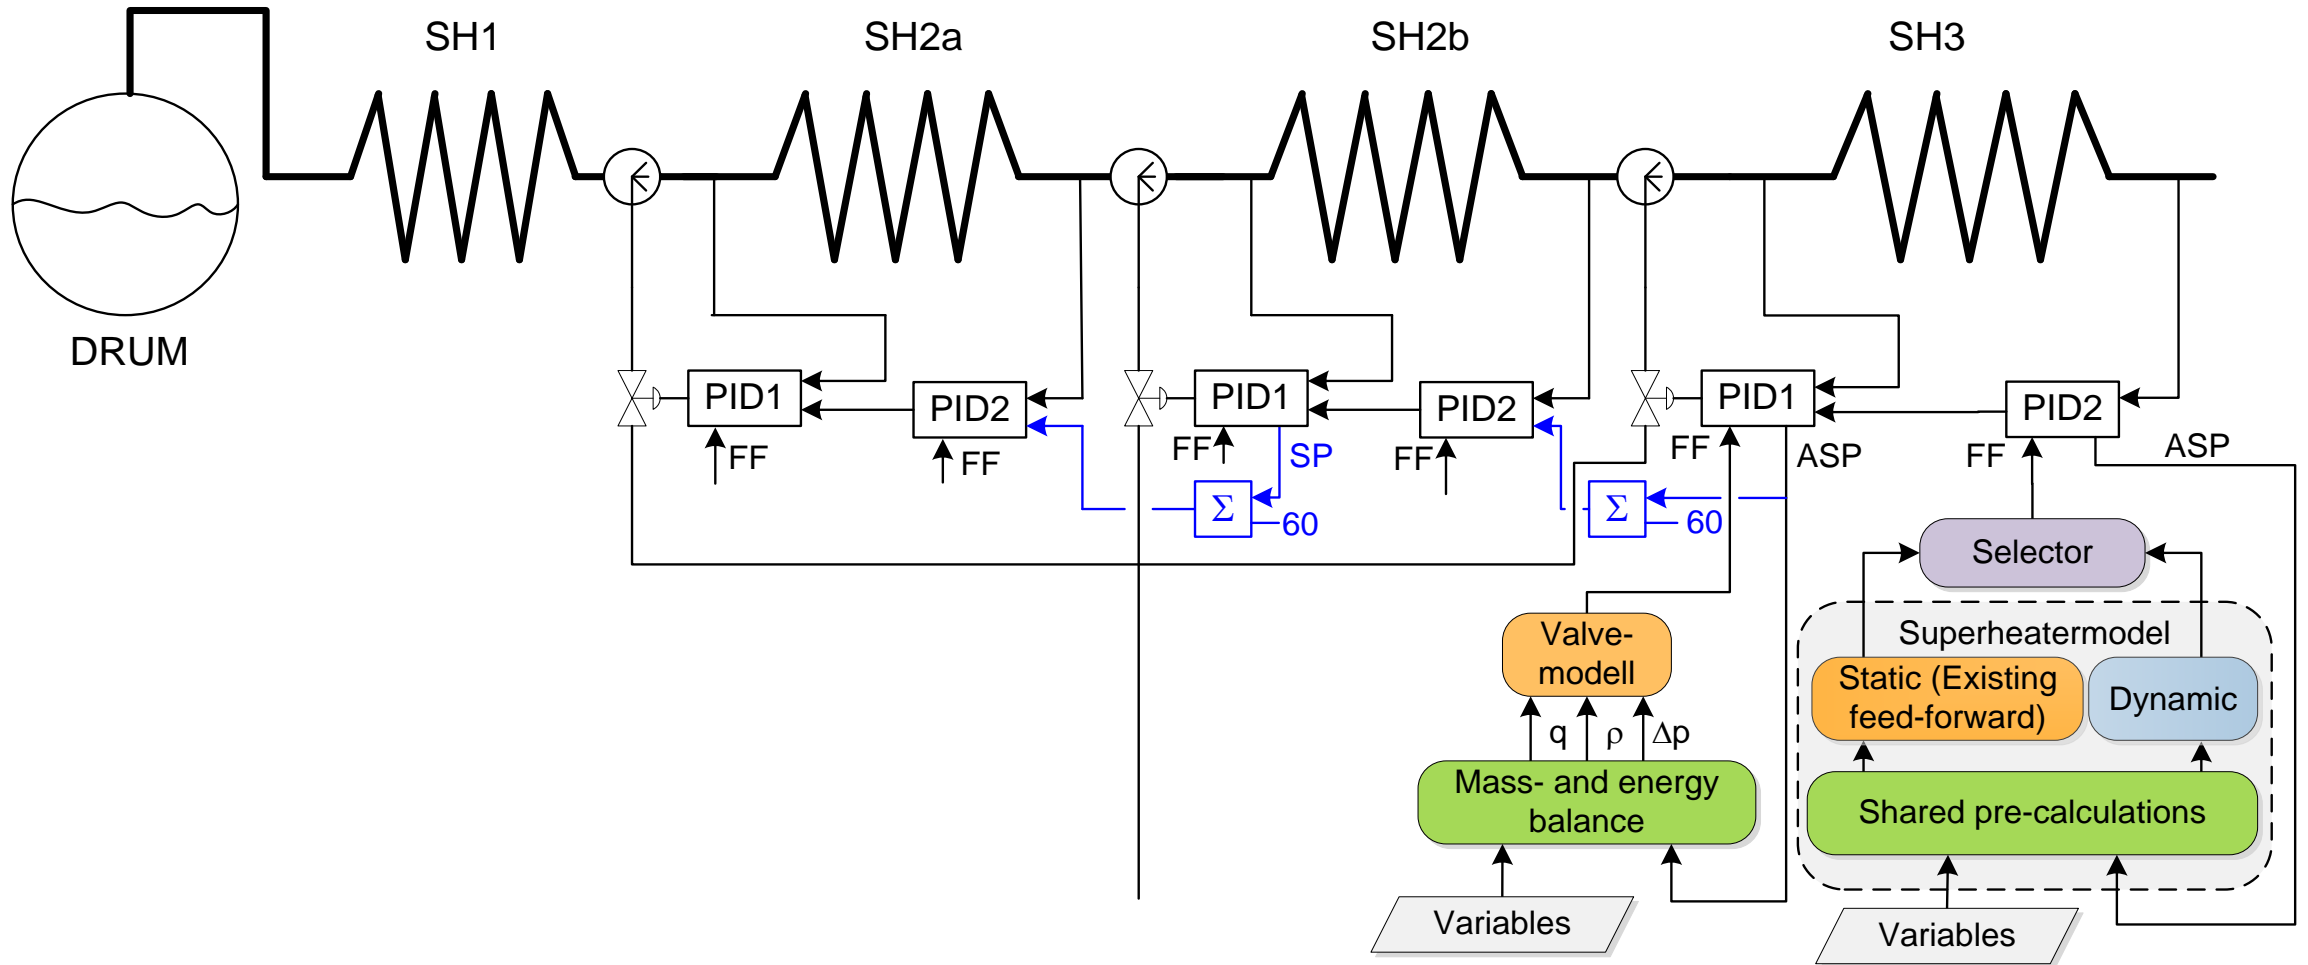 SH1
SH2a
SH2b
SH3
DRUM
PID1
PID2
PID1
PID2
PID1
PID2
FF
FF
FF
SP
FF
FF
ASP
FF
ASP
Σ
60
Σ
60
Selector
Superheatermodel
Valve-
modell
Static (Existing
feed-forward)
Dynamic
q
ρ
Δp
Mass- and energy
balance
Shared pre-calculations
Variables
Variables